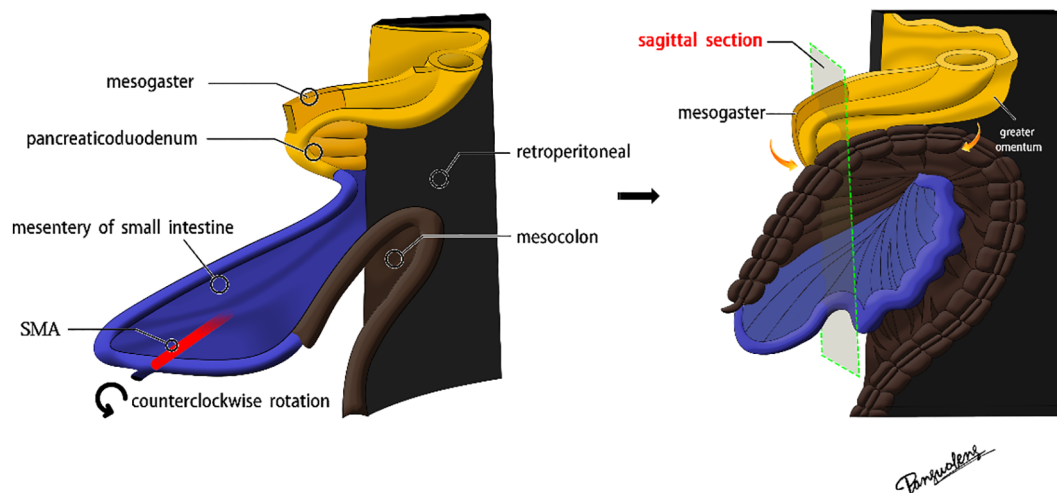 mesogaster
pancreaticoduodenum
mesentery of small intestine
SMA
counterclockwise rotation
retroperitoneal
mesocolon
sagittal section
mesogaster
greater
omentum